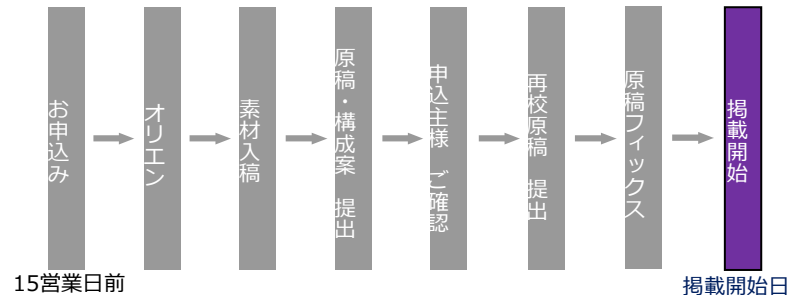 お申込み
オリエン
素材入稿
原稿・構成案　提出
申込主様　ご確認
再校原稿　提出
原稿フィックス
掲載開始
15営業日前
掲載開始日